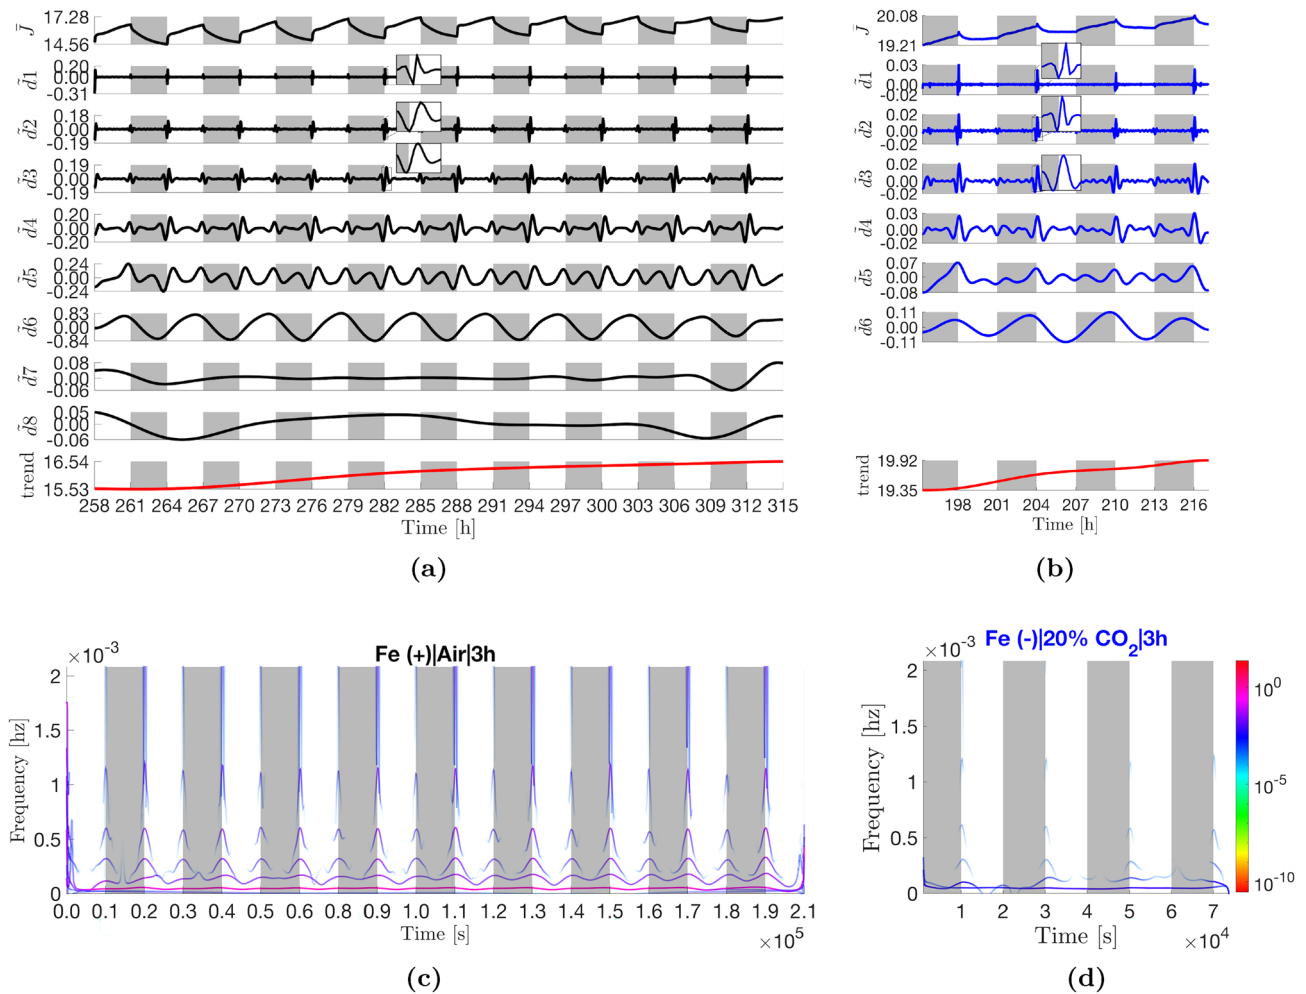 J̄ 17.28 14.56
d̃1 0.20 0.00 -0.31
d̃2 0.18 0.00 -0.19
d̃3 0.19 0.00 -0.19
d̃4 0.20 0.00 -0.20
d̃5 0.24 0.00 -0.24
d̃6 0.83 0.00 -0.84
d̃7 0.08 0.00 -0.06
d̃8 0.05 0.00 -0.06
trend 16.54 15.53
258 261 264 267 270 273 276 279 282 285 288 291 294 297 300 303 306 309 312 315
Time [h]
(a)
J̄ 20.08 19.21
d̃1 0.03 0.00 -0.02
d̃2 0.02 0.00 -0.02
d̃3 0.02 0.00 -0.02
d̃4 0.03 0.00 -0.02
d̃5 0.07 0.00 -0.08
d̃6 0.11 0.00 -0.11
trend 19.92 19.35
198 201 204 207 210 213 216
Time [h]
(b)
×10⁻³
Fe (+)|Air|3h
Frequency [hz]
2
1.5
1
0.5
0
0.0 0.1 0.2 0.3 0.4 0.5 0.6 0.7 0.8 0.9 1.0 1.1 1.2 1.3 1.4 1.5 1.6 1.7 1.8 1.9 2.1
Time [s]
×10⁵
(c)
Fe (-)|20% CO₂|3h
×10⁻³
Frequency [hz]
2
1.5
1
0.5
0
1 2 3 4 5 6 7
Time [s]
×10⁴
10⁰
10⁻⁵
10⁻¹⁰
(d)